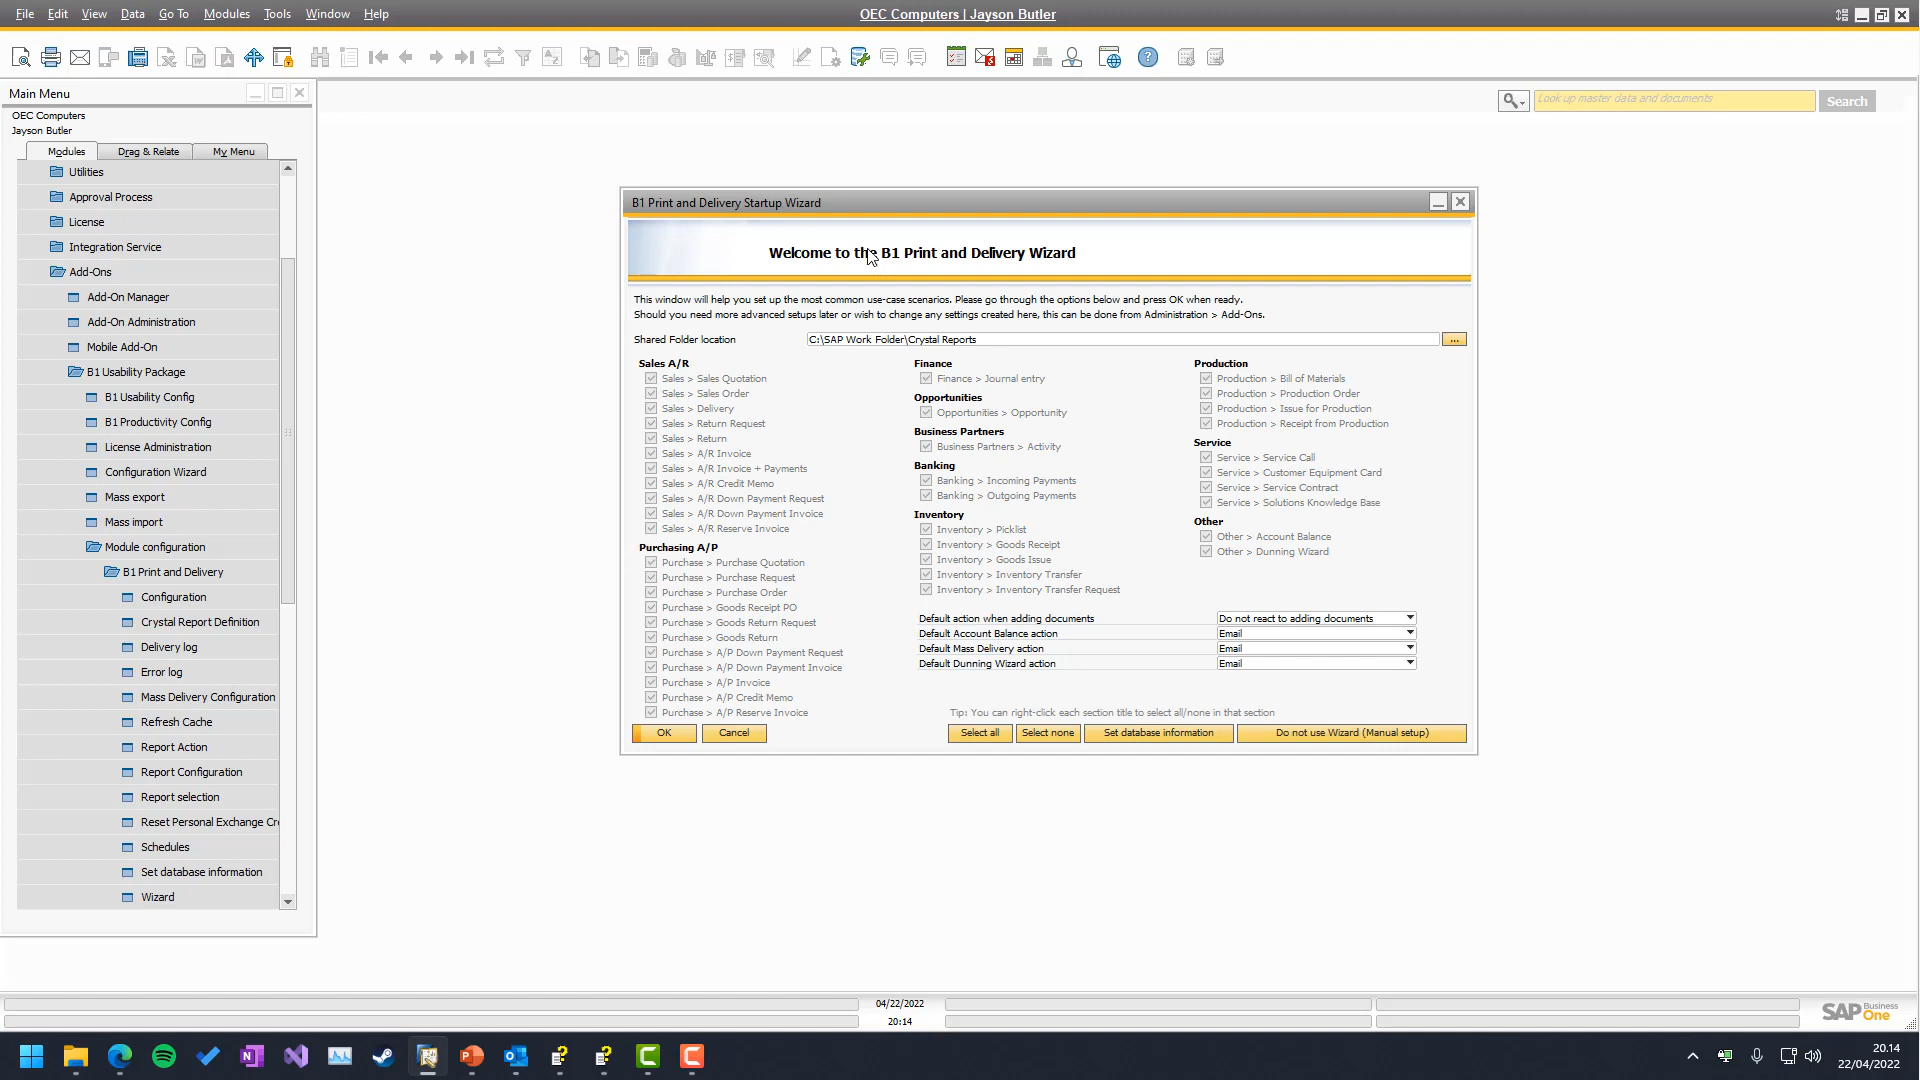 File Edit View Data Go To Modules Tools Window Help
OEC Computers | Jayson Butler
Main Menu
OEC Computers
Jayson Butler
Modules Drag & Relate My Menu
Look up master data and documents
Search
Utilities
Approval Process
License
Integration Service
Add-Ons
Add-On Manager
Add-On Administration
Mobile Add-On
B1 Usability Package
B1 Usability Config
B1 Productivity Config
License Administration
Configuration Wizard
Mass export
Mass import
Module configuration
B1 Print and Delivery
Configuration
Crystal Report Definition
Delivery log
Error log
Mass Delivery Configuration
Refresh Cache
Report Action
Report Configuration
Report selection
Reset Personal Exchange Cr
Schedules
Set database information
Wizard
B1 Print and Delivery Startup Wizard
Welcome to the B1 Print and Delivery Wizard
This window will help you set up the most common use-case scenarios. Please go through the options below and press OK when ready.
Should you need more advanced setups later or wish to change any settings created here, this can be done from Administration > Add-Ons.
Shared Folder location C:\SAP Work Folder\Crystal Reports ...
Sales A/R
Sales > Sales Quotation
Sales > Sales Order
Sales > Delivery
Sales > Return Request
Sales > Return
Sales > A/R Invoice
Sales > A/R Invoice + Payments
Sales > A/R Credit Memo
Sales > A/R Down Payment Request
Sales > A/R Down Payment Invoice
Sales > A/R Reserve Invoice
Purchasing A/P
Purchase > Purchase Quotation
Purchase > Purchase Request
Purchase > Purchase Order
Purchase > Goods Receipt PO
Purchase > Goods Return Request
Purchase > Goods Return
Purchase > A/P Down Payment Request
Purchase > A/P Down Payment Invoice
Purchase > A/P Invoice
Purchase > A/P Credit Memo
Purchase > A/P Reserve Invoice
Finance
Finance > Journal entry
Opportunities
Opportunities > Opportunity
Business Partners
Business Partners > Activity
Banking
Banking > Incoming Payments
Banking > Outgoing Payments
Inventory
Inventory > Picklist
Inventory > Goods Receipt
Inventory > Goods Issue
Inventory > Inventory Transfer
Inventory > Inventory Transfer Request
Production
Production > Bill of Materials
Production > Production Order
Production > Issue for Production
Production > Receipt from Production
Service
Service > Service Call
Service > Customer Equipment Card
Service > Service Contract
Service > Solutions Knowledge Base
Other
Other > Account Balance
Other > Dunning Wizard
Default action when adding documents Do not react to adding documents
Default Account Balance action Email
Default Mass Delivery action Email
Default Dunning Wizard action Email
Tip: You can right-click each section title to select all/none in that section
OK Cancel Select all Select none Set database information Do not use Wizard (Manual setup)
04/22/2022
20:14
SAP Business One
20.14
22/04/2022